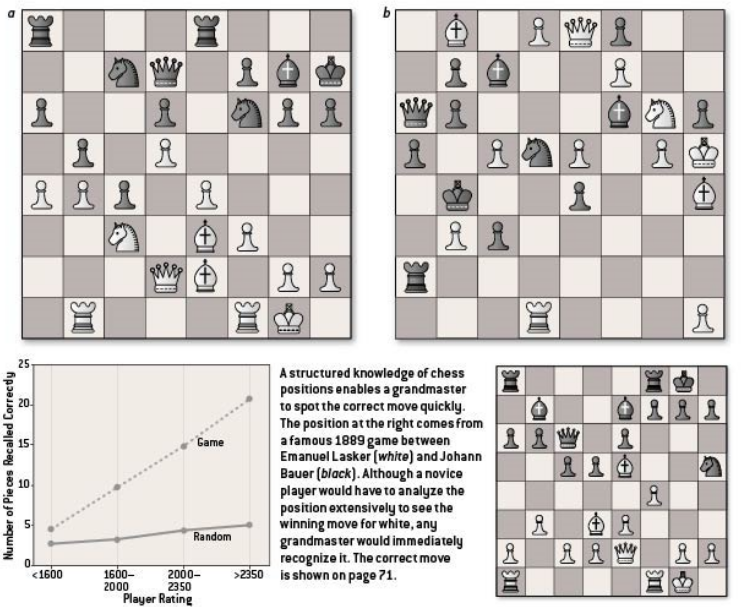 a
b
25
20
15
10
5
0
Number of Pieces Recalled Correctly
Game
Random
<1600
1600–
2000
2000–
2350
>2350
Player Rating
A structured knowledge of chess
positions enables a grandmaster
to spot the correct move quickly.
The position at the right comes from
a famous 1889 game between
Emanuel Lasker (white) and Johann
Bauer (black). Although a novice
player would have to analyze the
position extensively to see the
winning move for white, any
grandmaster would immediately
recognize it. The correct move
is shown on page 71.